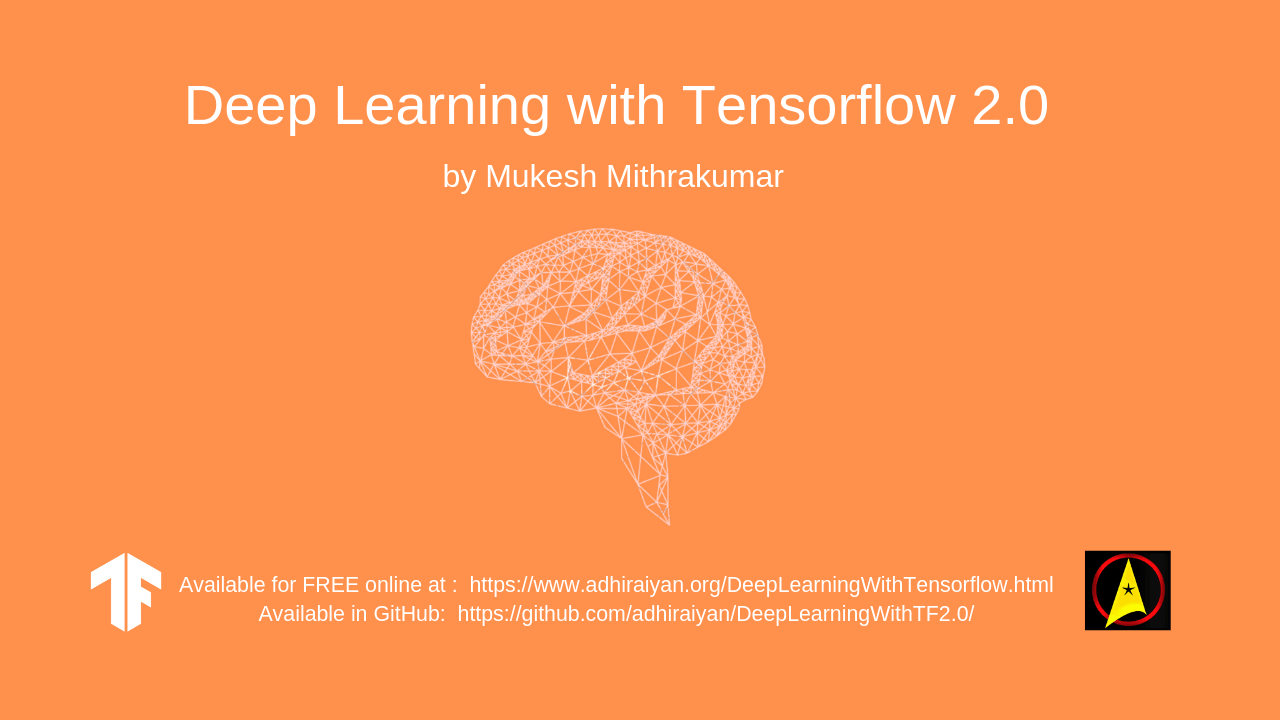 Deep Learning with Tensorflow 2.0
by Mukesh Mithrakumar
Available for FREE online at :  https://www.adhiraiyan.org/DeepLearningWithTensorflow.html
Available in GitHub:  https://github.com/adhiraiyan/DeepLearningWithTF2.0/